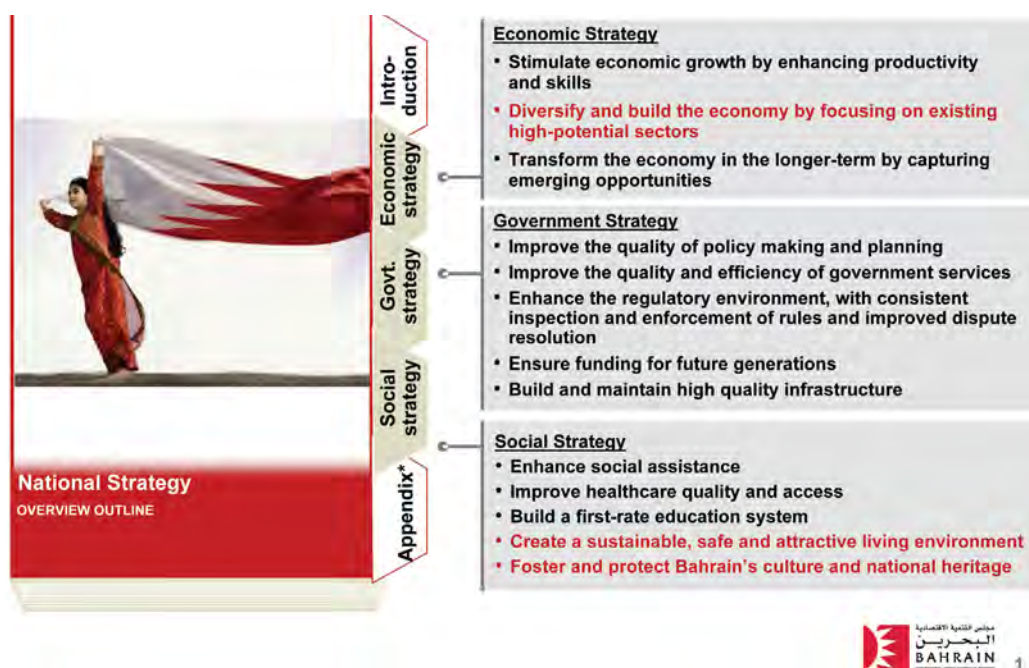 Intro-
duction
Economic
strategy
Govt.
strategy
Social
strategy
Appendix*
National Strategy
OVERVIEW OUTLINE
Economic Strategy
• Stimulate economic growth by enhancing productivity
and skills
• Diversify and build the economy by focusing on existing
high-potential sectors
• Transform the economy in the longer-term by capturing
emerging opportunities
Government Strategy
• Improve the quality of policy making and planning
• Improve the quality and efficiency of government services
• Enhance the regulatory environment, with consistent
inspection and enforcement of rules and improved dispute
resolution
• Ensure funding for future generations
• Build and maintain high quality infrastructure
Social Strategy
• Enhance social assistance
• Improve healthcare quality and access
• Build a first-rate education system
• Create a sustainable, safe and attractive living environment
• Foster and protect Bahrain's culture and national heritage
مجلس التنمية الاقتصادية
البحرين
BAHRAIN